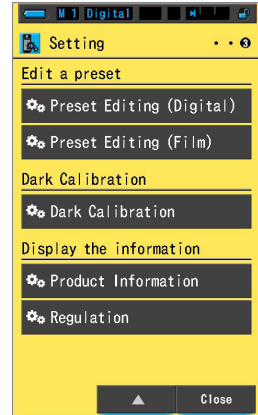 M 1 Digital
Setting
・・❸
Edit a preset
Preset Editing (Digital)
Preset Editing (Film)
Dark Calibration
Dark Calibration
Display the information
Product Information
Regulation
▲ Close